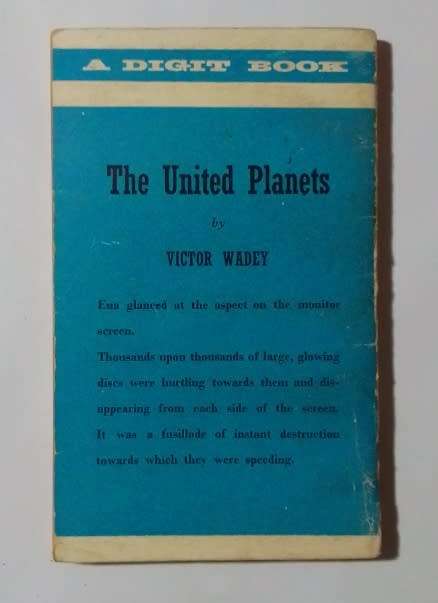 A DIGIT BOOK
The United Planets
by
VICTOR WADEY
Ena glanced at the aspect on the monitor
screen.
Thousands upon thousands of large, glowing
discs were hurtling towards them and dis-
appearing from each side of the screen.
It was a fusillade of instant destruction
towards which they were speeding.